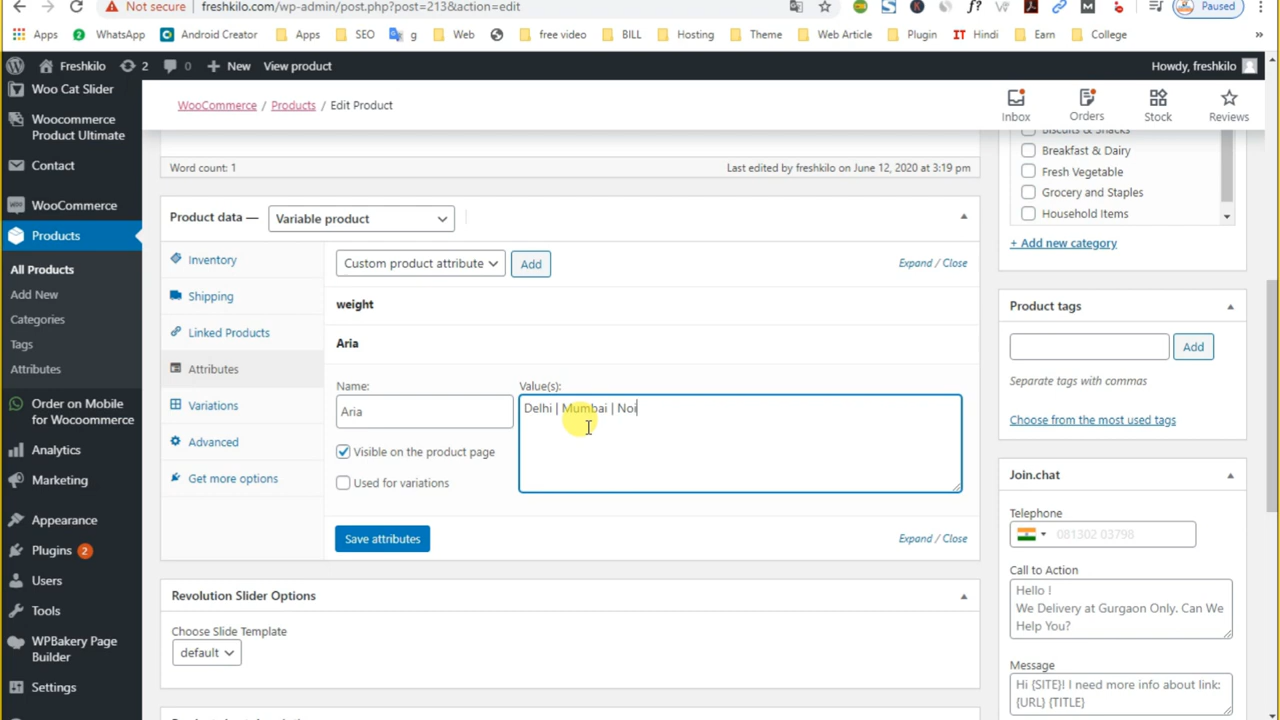 Not secure
freshkilo.com/wp-admin/post.php?post=213&action=edit
Paused
Apps
WhatsApp
Android Creator
Apps
SEO
g
Web
free video
BILL
Hosting
Theme
Web Article
Plugin
IT Hindi
Earn
College
»
Freshkilo
2
0
+ New
View product
Howdy, freshkilo
Woo Cat Slider
Woocommerce
Product Ultimate
Contact
WooCommerce
Products
All Products
Add New
Categories
Tags
Attributes
Order on Mobile
for Wocoommerce
Analytics
Marketing
Appearance
Plugins 2
Users
Tools
WPBakery Page
Builder
Settings
WooCommerce / Products / Edit Product
Inbox
Orders
Stock
Reviews
Word count: 1
Last edited by freshkilo on June 12, 2020 at 3:19 pm
Product data —
Variable product
Inventory
Shipping
Linked Products
Attributes
Variations
Advanced
Get more options
Custom product attribute
Add
Expand / Close
weight
Aria
Name:
Value(s):
Aria
Delhi | Mumbai | Noi
Visible on the product page
Used for variations
Save attributes
Expand / Close
Revolution Slider Options
Choose Slide Template
default
Biscuits & Snacks
Breakfast & Dairy
Fresh Vegetable
Grocery and Staples
Household Items
+ Add new category
Product tags
Add
Separate tags with commas
Choose from the most used tags
Join.chat
Telephone
081302 03798
Call to Action
Hello !
We Delivery at Gurgaon Only. Can We
Help You?
Message
Hi {SITE}! I need more info about link:
{URL} {TITLE}